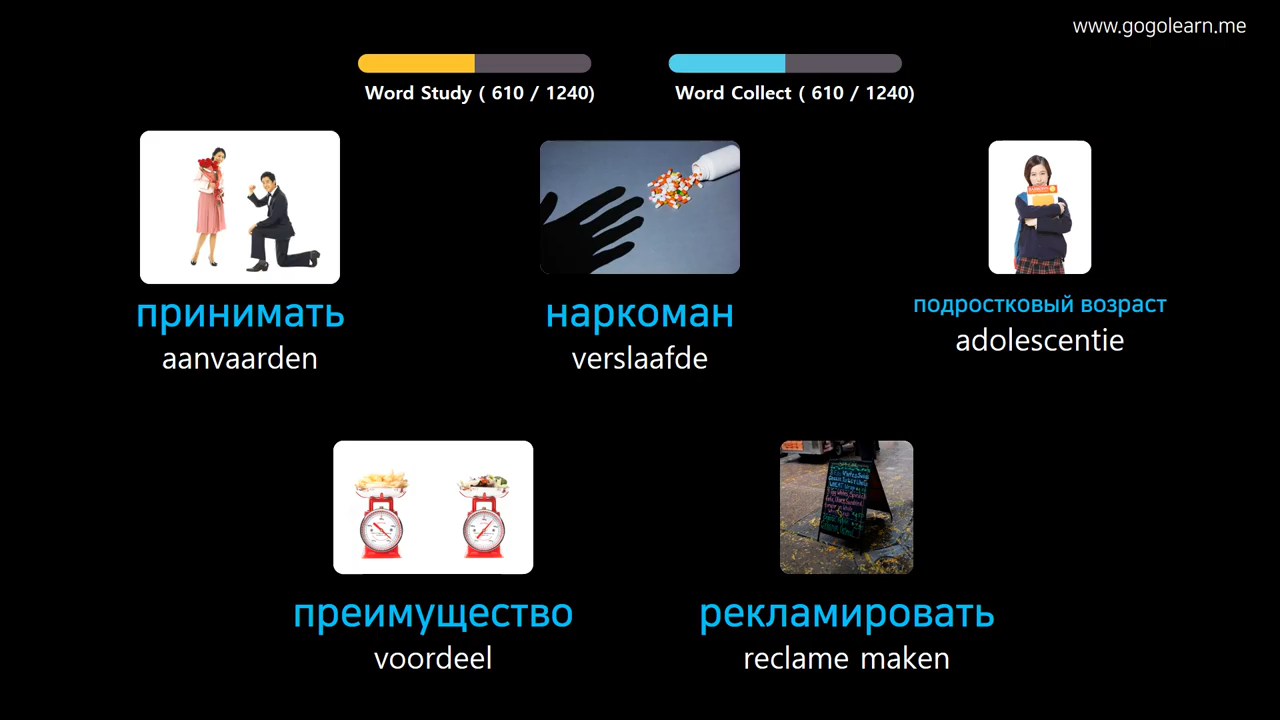 www.gogolearn.me
Word Study ( 610 / 1240)
Word Collect ( 610 / 1240)
принимать
aanvaarden
наркоман
verslaafde
подростковый возраст
adolescentie
преимущество
voordeel
рекламировать
reclame maken